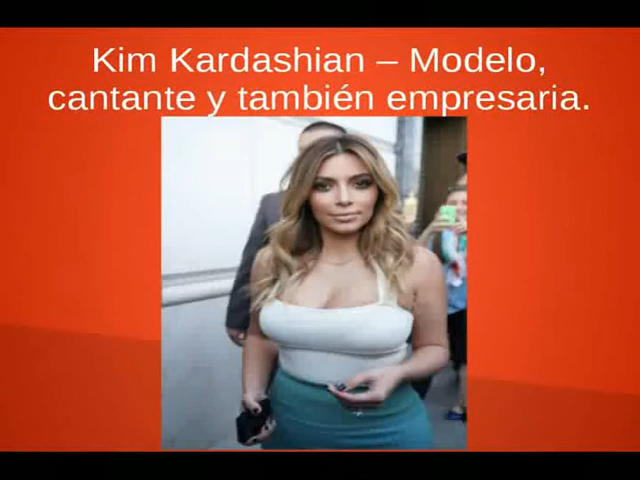 Kim Kardashian – Modelo,
cantante y también empresaria.